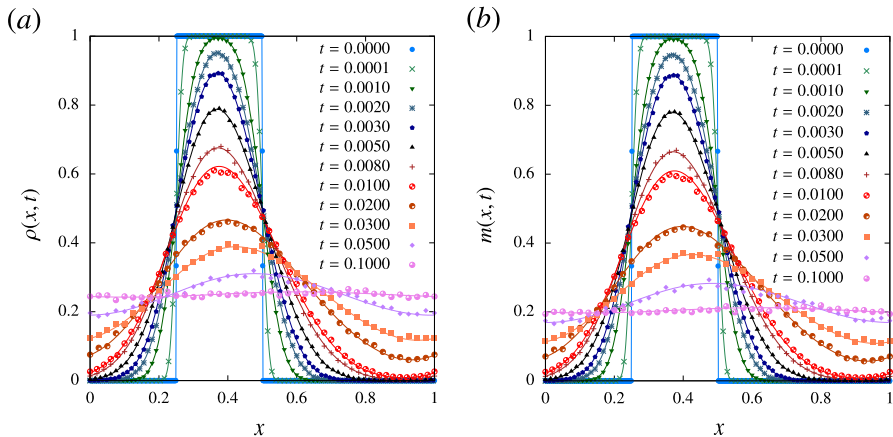 (a)
ρ(x, t)
1
0.8
0.6
0.4
0.2
0
0 0.2 0.4 0.6 0.8 1
x
t = 0.0000
t = 0.0001
t = 0.0010
t = 0.0020
t = 0.0030
t = 0.0050
t = 0.0080
t = 0.0100
t = 0.0200
t = 0.0300
t = 0.0500
t = 0.1000
(b)
m(x, t)
1
0.8
0.6
0.4
0.2
0
0 0.2 0.4 0.6 0.8 1
x
t = 0.0000
t = 0.0001
t = 0.0010
t = 0.0020
t = 0.0030
t = 0.0050
t = 0.0080
t = 0.0100
t = 0.0200
t = 0.0300
t = 0.0500
t = 0.1000